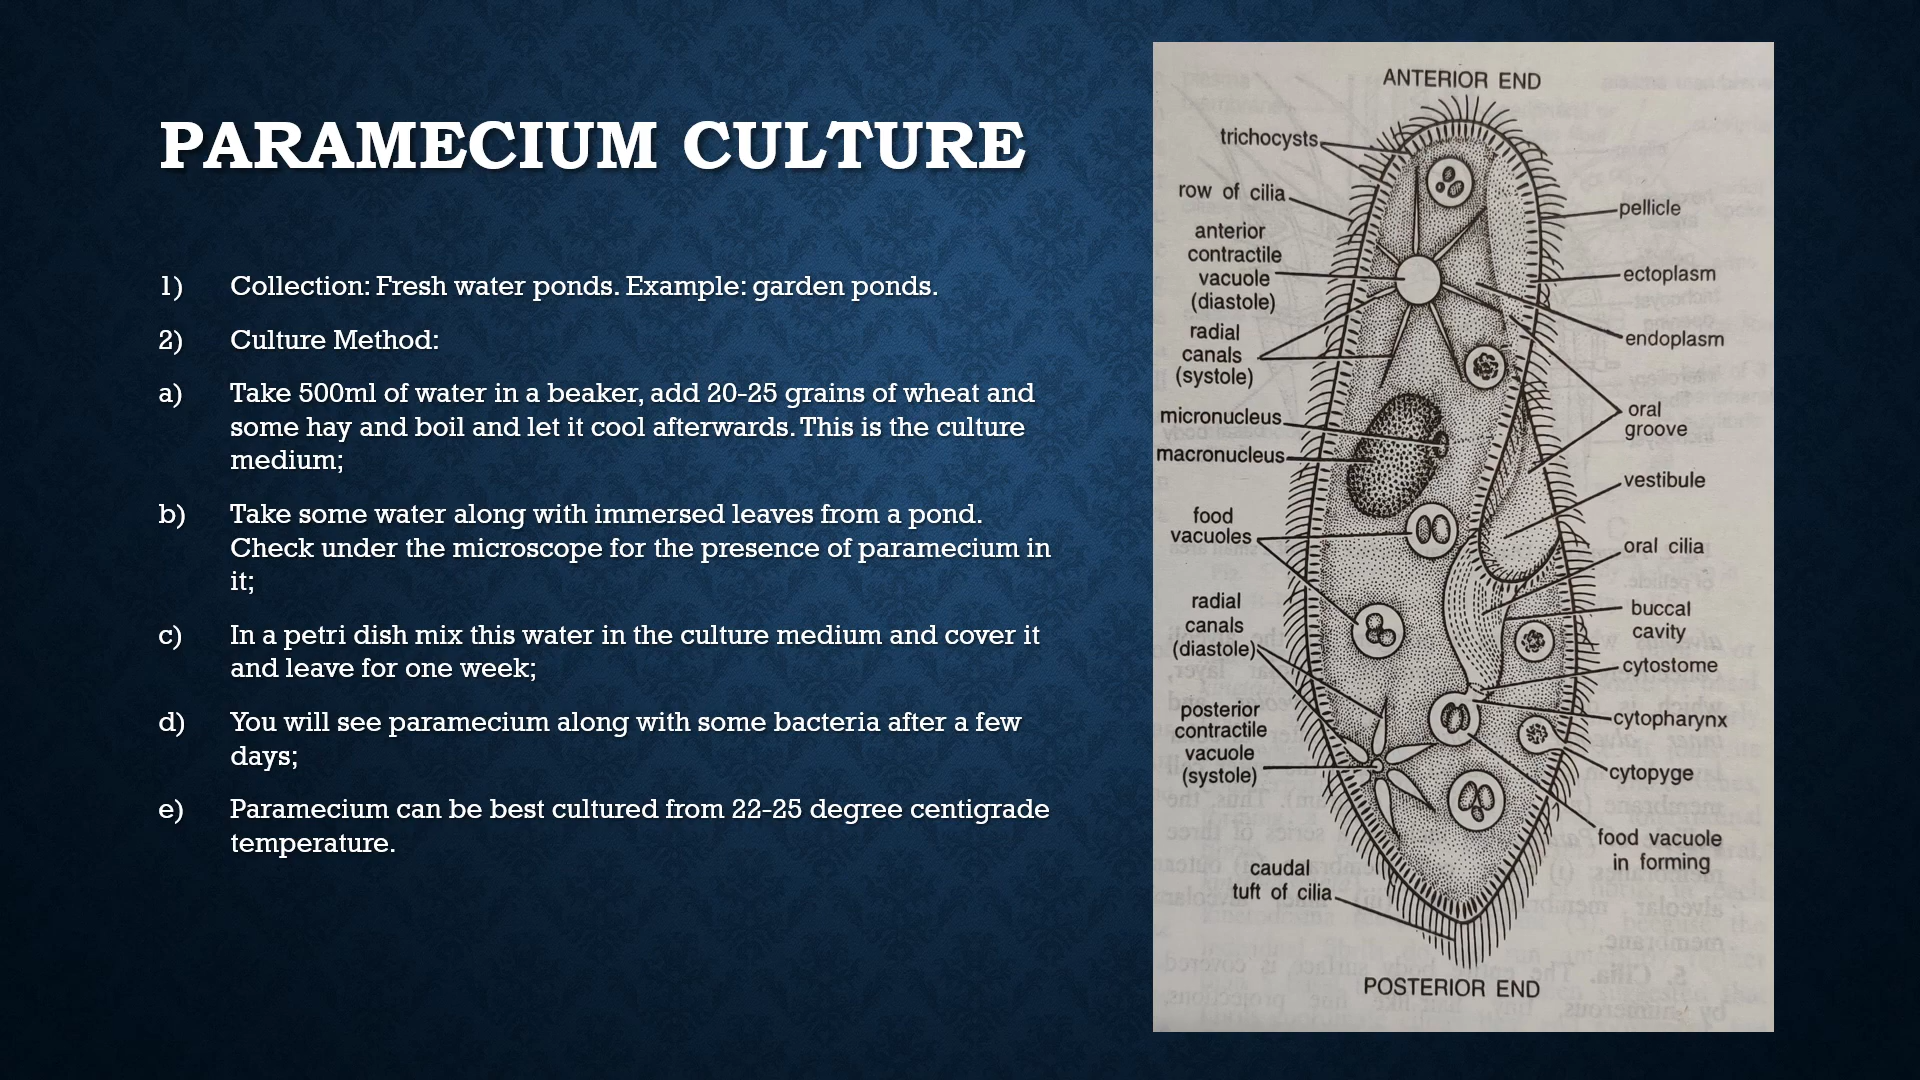 PARAMECIUM CULTURE
1) Collection: Fresh water ponds. Example: garden ponds.
2) Culture Method:
a) Take 500ml of water in a beaker, add 20-25 grains of wheat and
some hay and boil and let it cool afterwards. This is the culture
medium;
b) Take some water along with immersed leaves from a pond.
Check under the microscope for the presence of paramecium in
it;
c) In a petri dish mix this water in the culture medium and cover it
and leave for one week;
d) You will see paramecium along with some bacteria after a few
days;
e) Paramecium can be best cultured from 22-25 degree centigrade
temperature.
ANTERIOR END
trichocysts
row of cilia
anterior
contractile
vacuole
(diastole)
radial
canals
(systole)
micronucleus
macronucleus
food
vacuoles
radial
canals
(diastole)
posterior
contractile
vacuole
(systole)
caudal
tuft of cilia
pellicle
ectoplasm
endoplasm
oral
groove
vestibule
oral cilia
buccal
cavity
cytostome
cytopharynx
cytopyge
food vacuole
in forming
POSTERIOR END